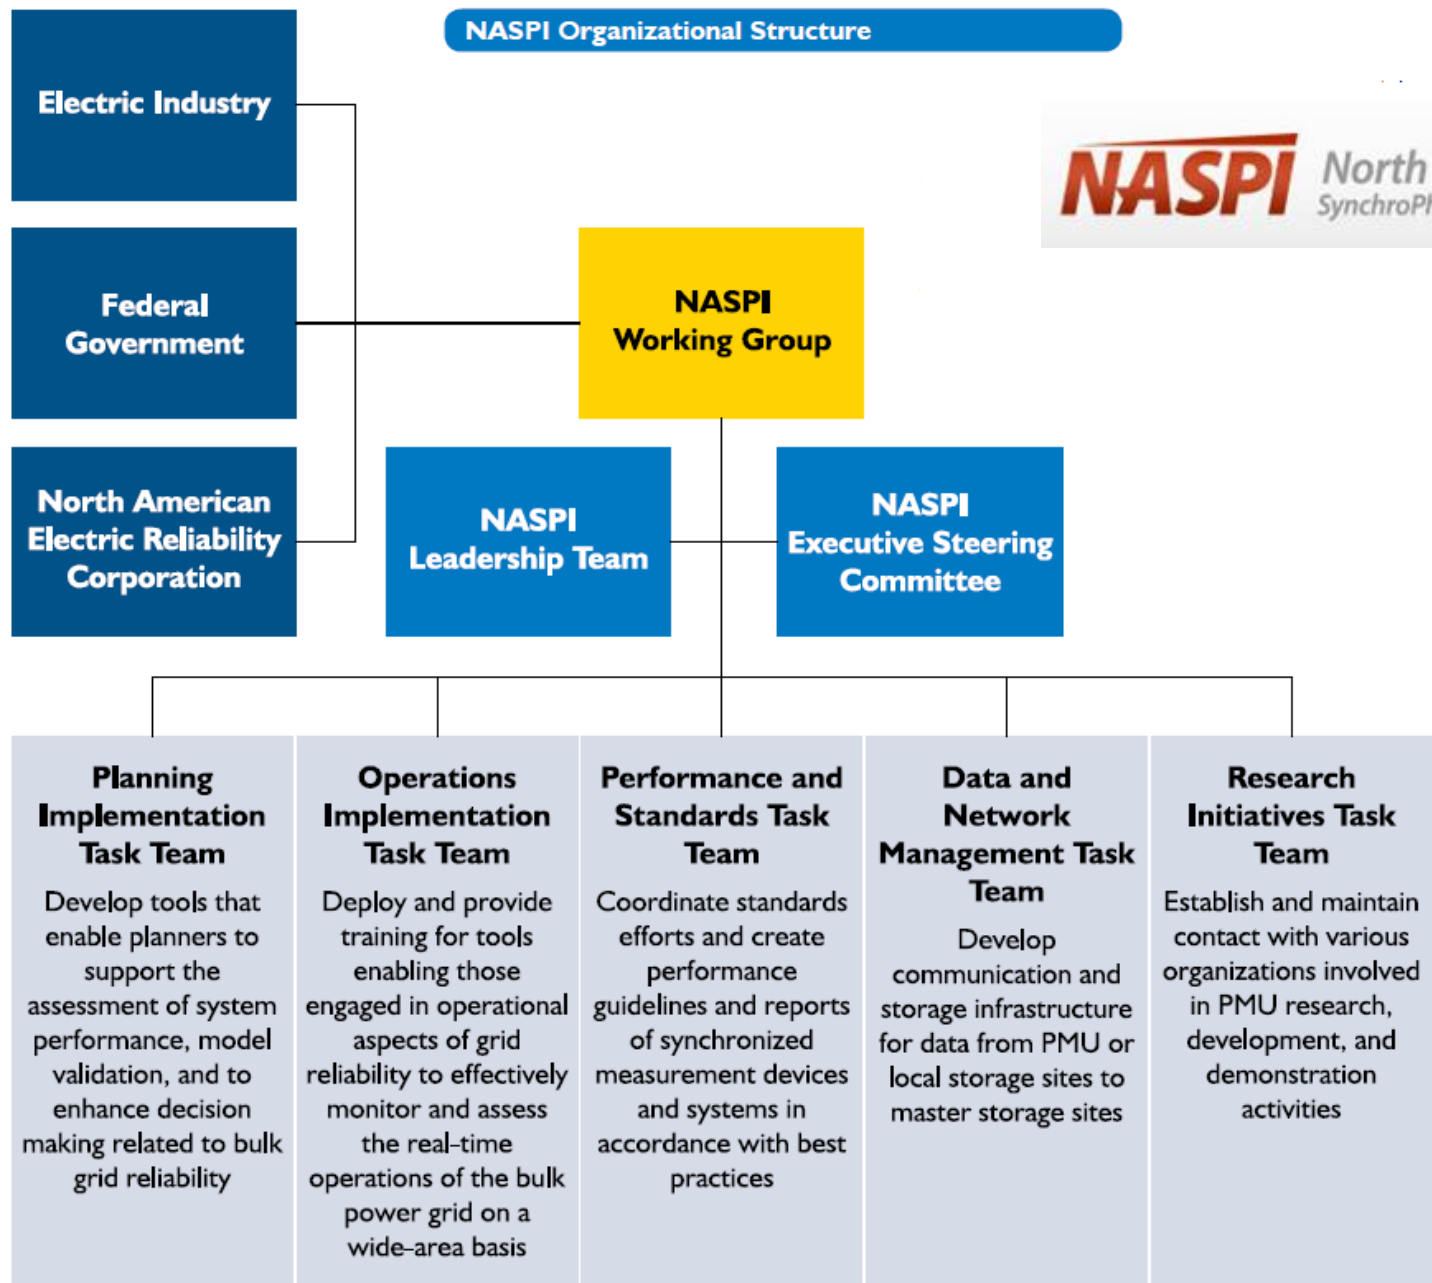 NASPI Organizational Structure
Electric Industry
NASPI North
SynchroPh
Federal
Government
NASPI
Working Group
North American
Electric Reliability
Corporation
NASPI
Leadership Team
NASPI
Executive Steering
Committee
Planning
Implementation
Task Team
Develop tools that
enable planners to
support the
assessment of system
performance, model
validation, and to
enhance decision
making related to bulk
grid reliability
Operations
Implementation
Task Team
Deploy and provide
training for tools
enabling those
engaged in operational
aspects of grid
reliability to effectively
monitor and assess
the real-time
operations of the bulk
power grid on a
wide-area basis
Performance and
Standards Task
Team
Coordinate standards
efforts and create
performance
guidelines and reports
of synchronized
measurement devices
and systems in
accordance with best
practices
Data and
Network
Management Task
Team
Develop
communication and
storage infrastructure
for data from PMU or
local storage sites to
master storage sites
Research
Initiatives Task
Team
Establish and maintain
contact with various
organizations involved
in PMU research,
development, and
demonstration
activities